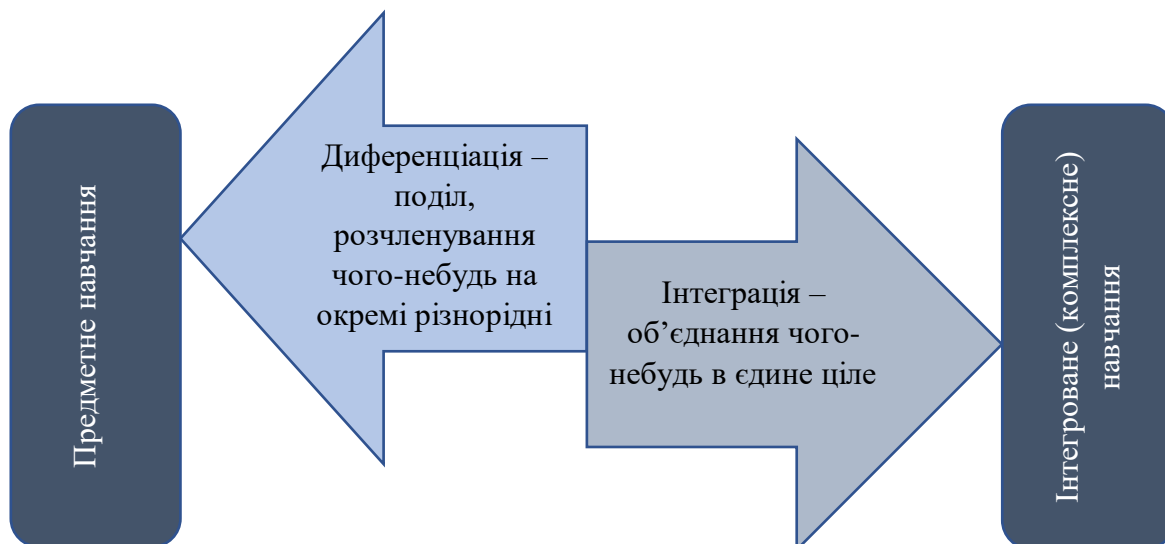 Предметне навчання
Диференціація –
поділ,
розчленування
чого-небудь на
окремі різнорідні
Інтеграція –
об’єднання чого-
небудь в єдине ціле
Інтегроване (комплексне)
навчання